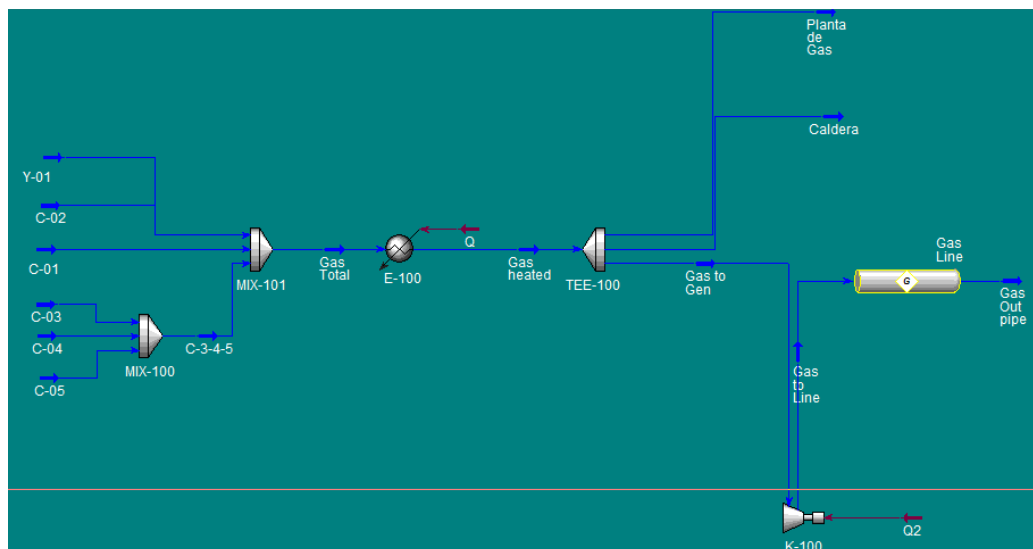 Planta
de
Gas
Caldera
Y-01
C-02
C-01
MIX-101
Gas
Total
E-100
Q
Gas
heated
TEE-100
Gas to
Gen
Gas
Line
G
Gas
Out
pipe
C-03
C-04
C-05
MIX-100
C-3-4-5
Gas
to
Line
K-100
Q2